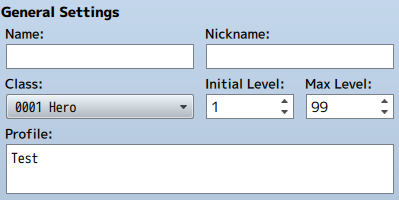 General Settings
Name: Nickname:
Class: Initial Level: Max Level:
0001 Hero 1 99
Profile:
Test